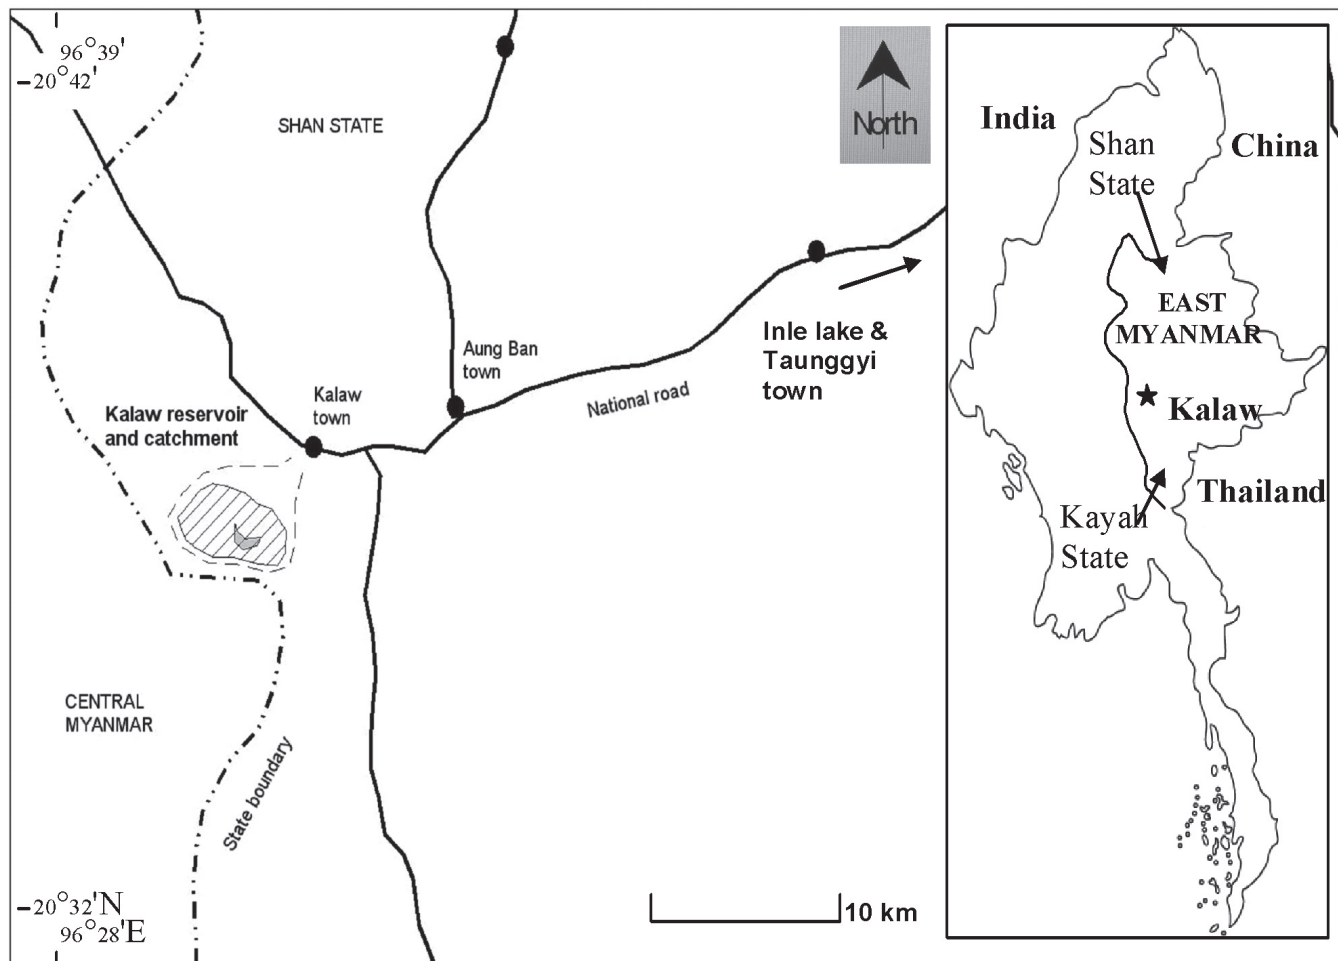 96°39'
20°42'
SHAN STATE
North
India
Shan
State
China
EAST
MYANMAR
Kalaw
Thailand
Kayah
State
Inle lake &
Taunggyi
town
Aung Ban
town
National road
Kalaw
town
Kalaw reservoir
and catchment
CENTRAL
MYANMAR
State boundary
20°32'N
96°28'E
10 km